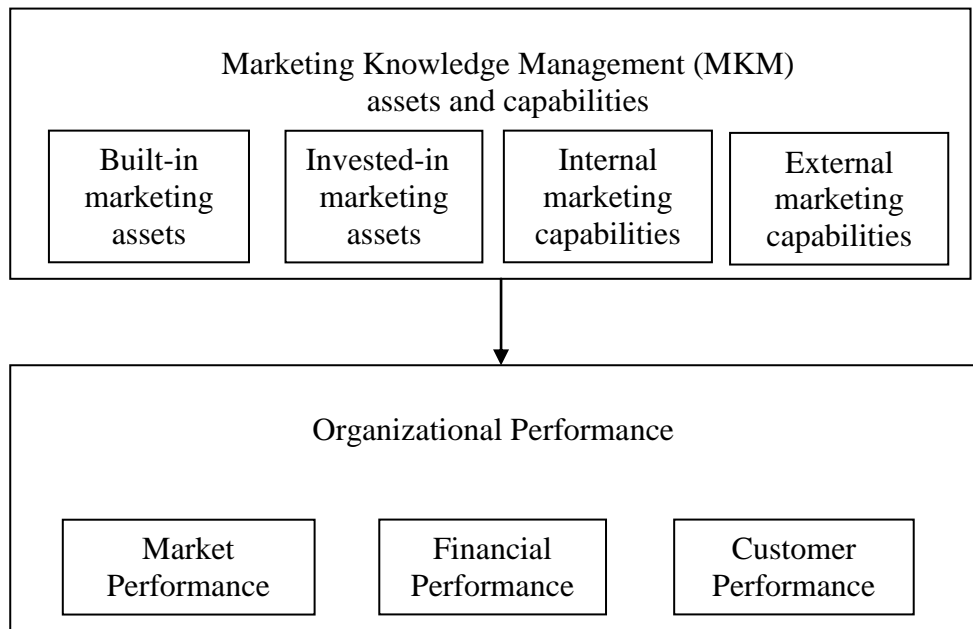 Marketing Knowledge Management (MKM)
assets and capabilities
Built-in
marketing
assets
Invested-in
marketing
assets
Internal
marketing
capabilities
External
marketing
capabilities
Organizational Performance
Market
Performance
Financial
Performance
Customer
Performance